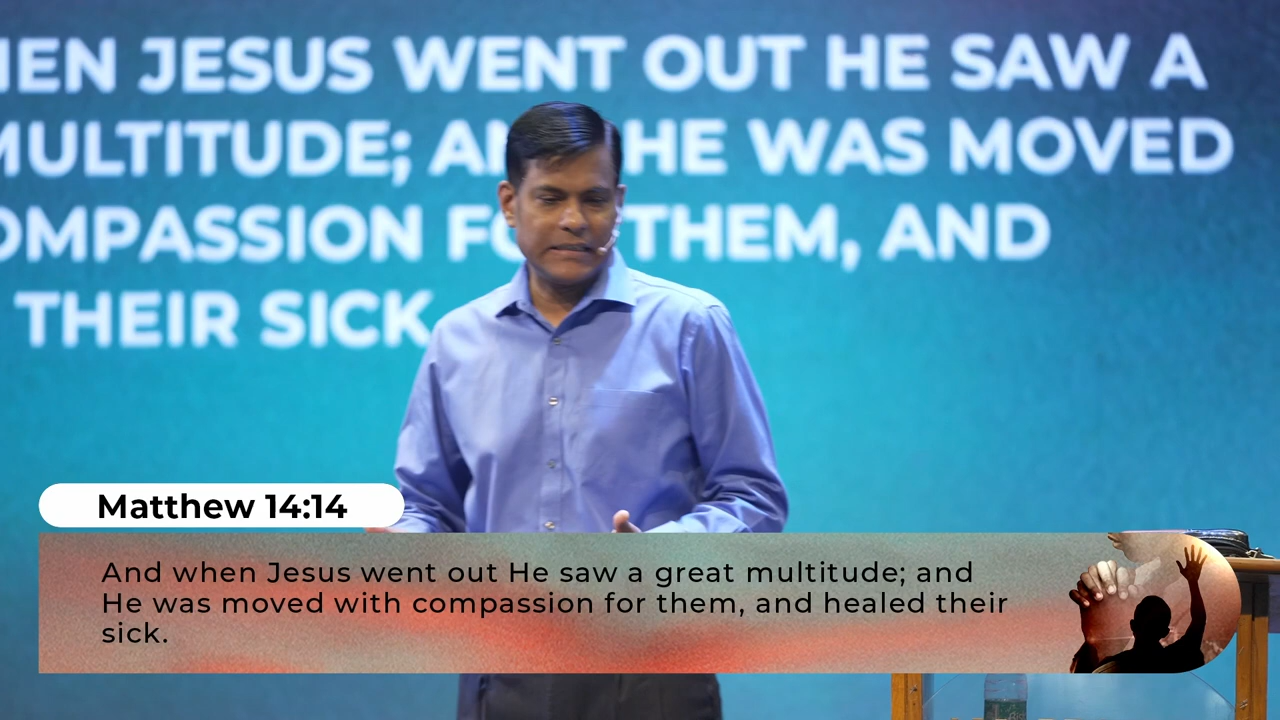 HEN JESUS WENT OUT HE SAW A
MULTITUDE; AND HE WAS MOVED
OMPASSION FOR THEM, AND
THEIR SICK
Matthew 14:14
And when Jesus went out He saw a great multitude; and
He was moved with compassion for them, and healed their
sick.